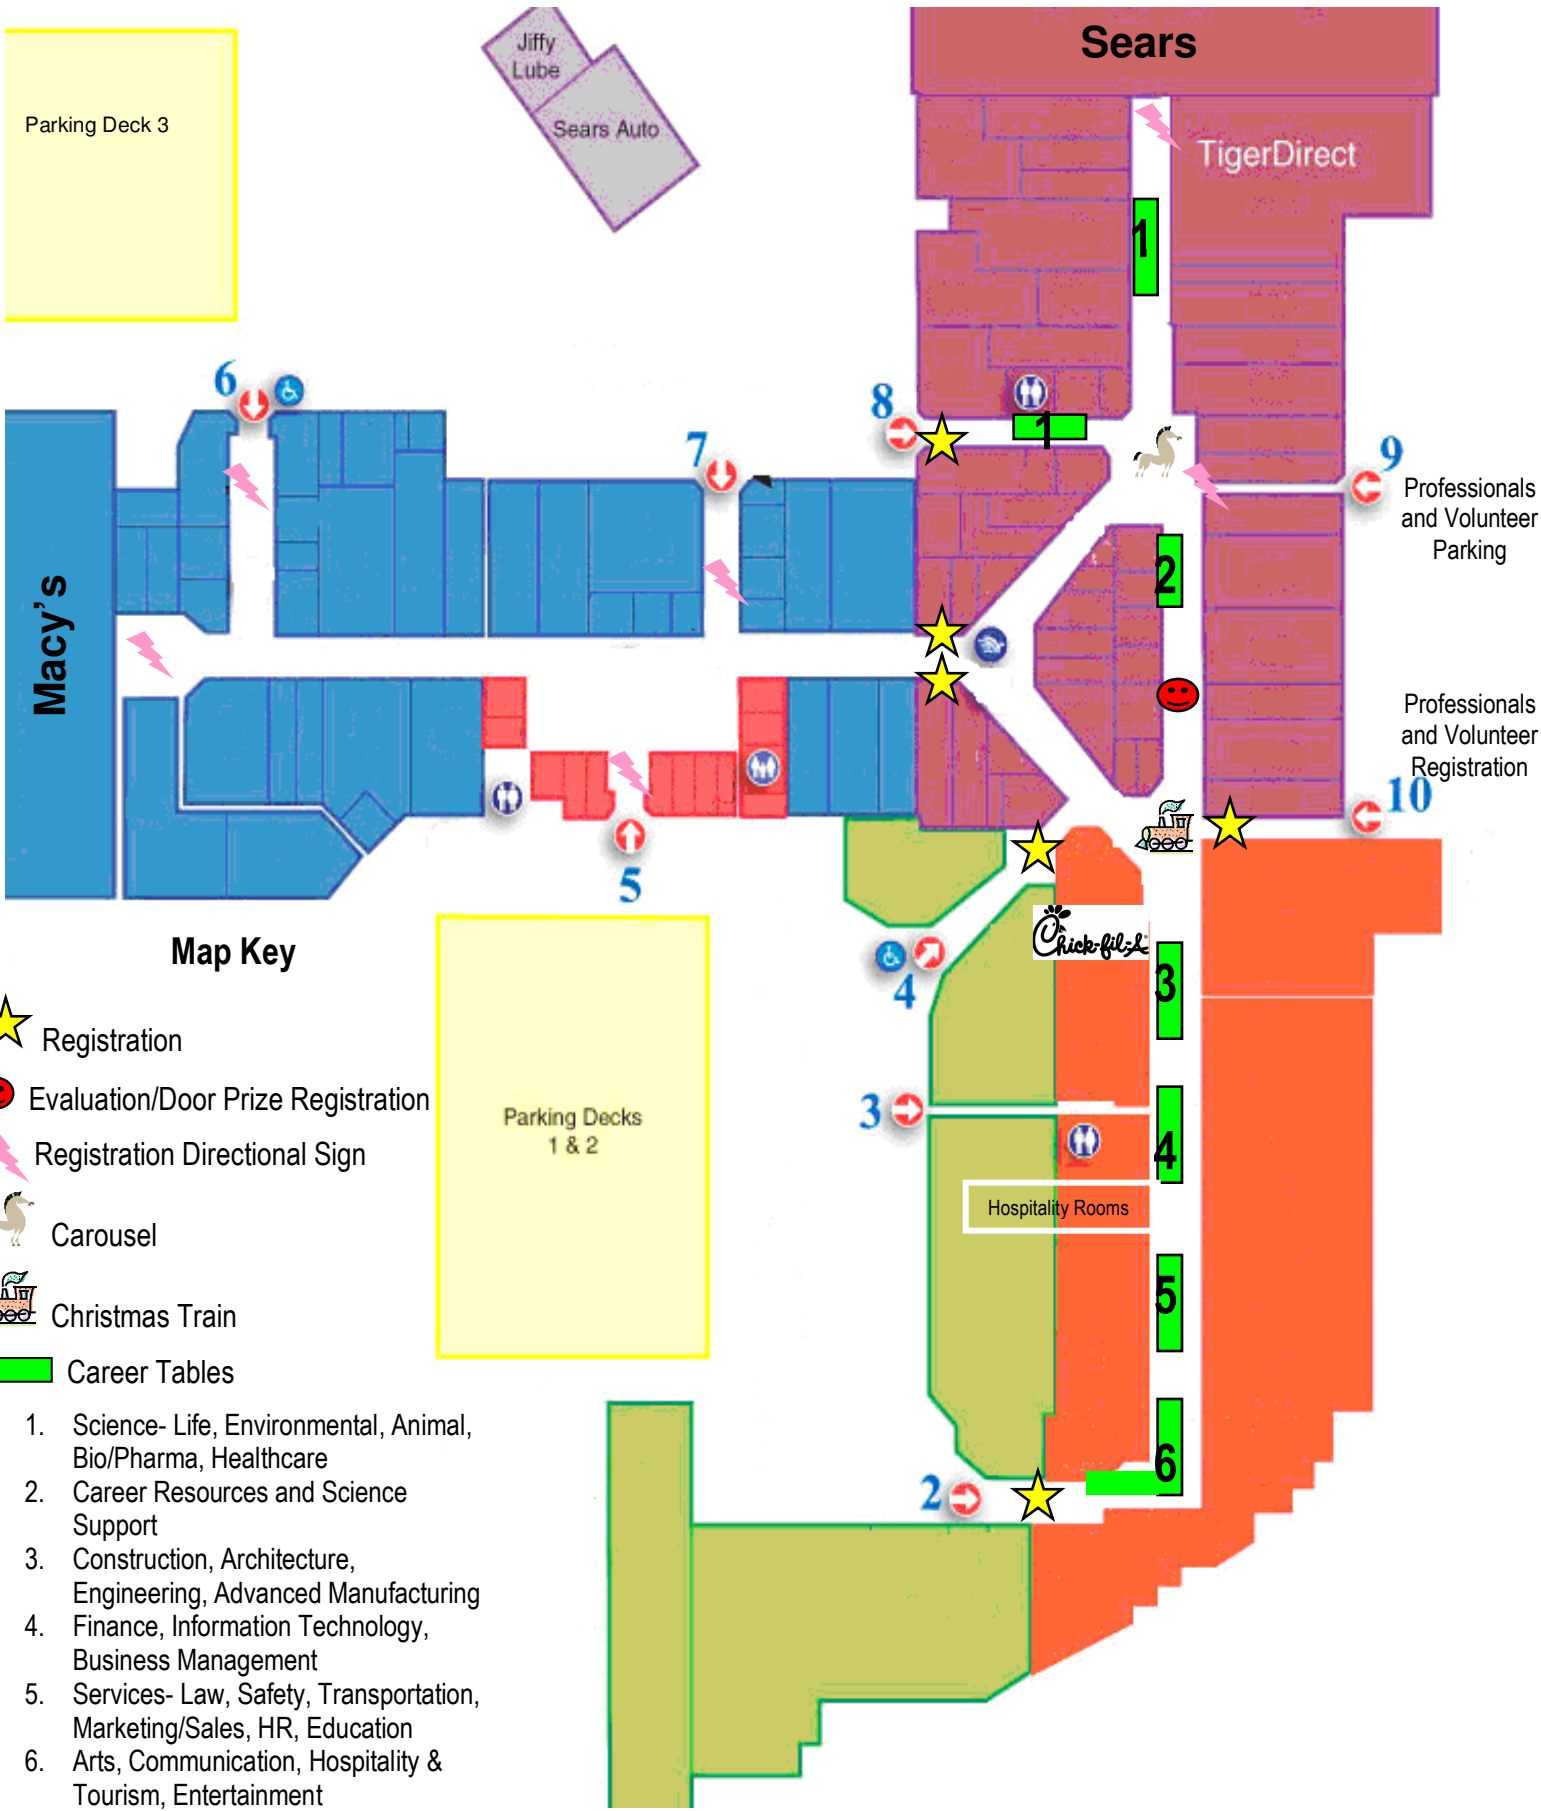 Sears
Jiffy
Lube
Sears Auto
Parking Deck 3
TigerDirect
1
6
7
8
1
9
Professionals
and Volunteer
Parking
2
Macy's
Professionals
and Volunteer
Registration
10
5
Chick-fil-A
3
4
3
4
Parking Decks
1 & 2
Hospitality Rooms
5
6
2
Map Key
Registration
Evaluation/Door Prize Registration
Registration Directional Sign
Carousel
Christmas Train
Career Tables
1. Science- Life, Environmental, Animal,
Bio/Pharma, Healthcare
2. Career Resources and Science
Support
3. Construction, Architecture,
Engineering, Advanced Manufacturing
4. Finance, Information Technology,
Business Management
5. Services- Law, Safety, Transportation,
Marketing/Sales, HR, Education
6. Arts, Communication, Hospitality &
Tourism, Entertainment